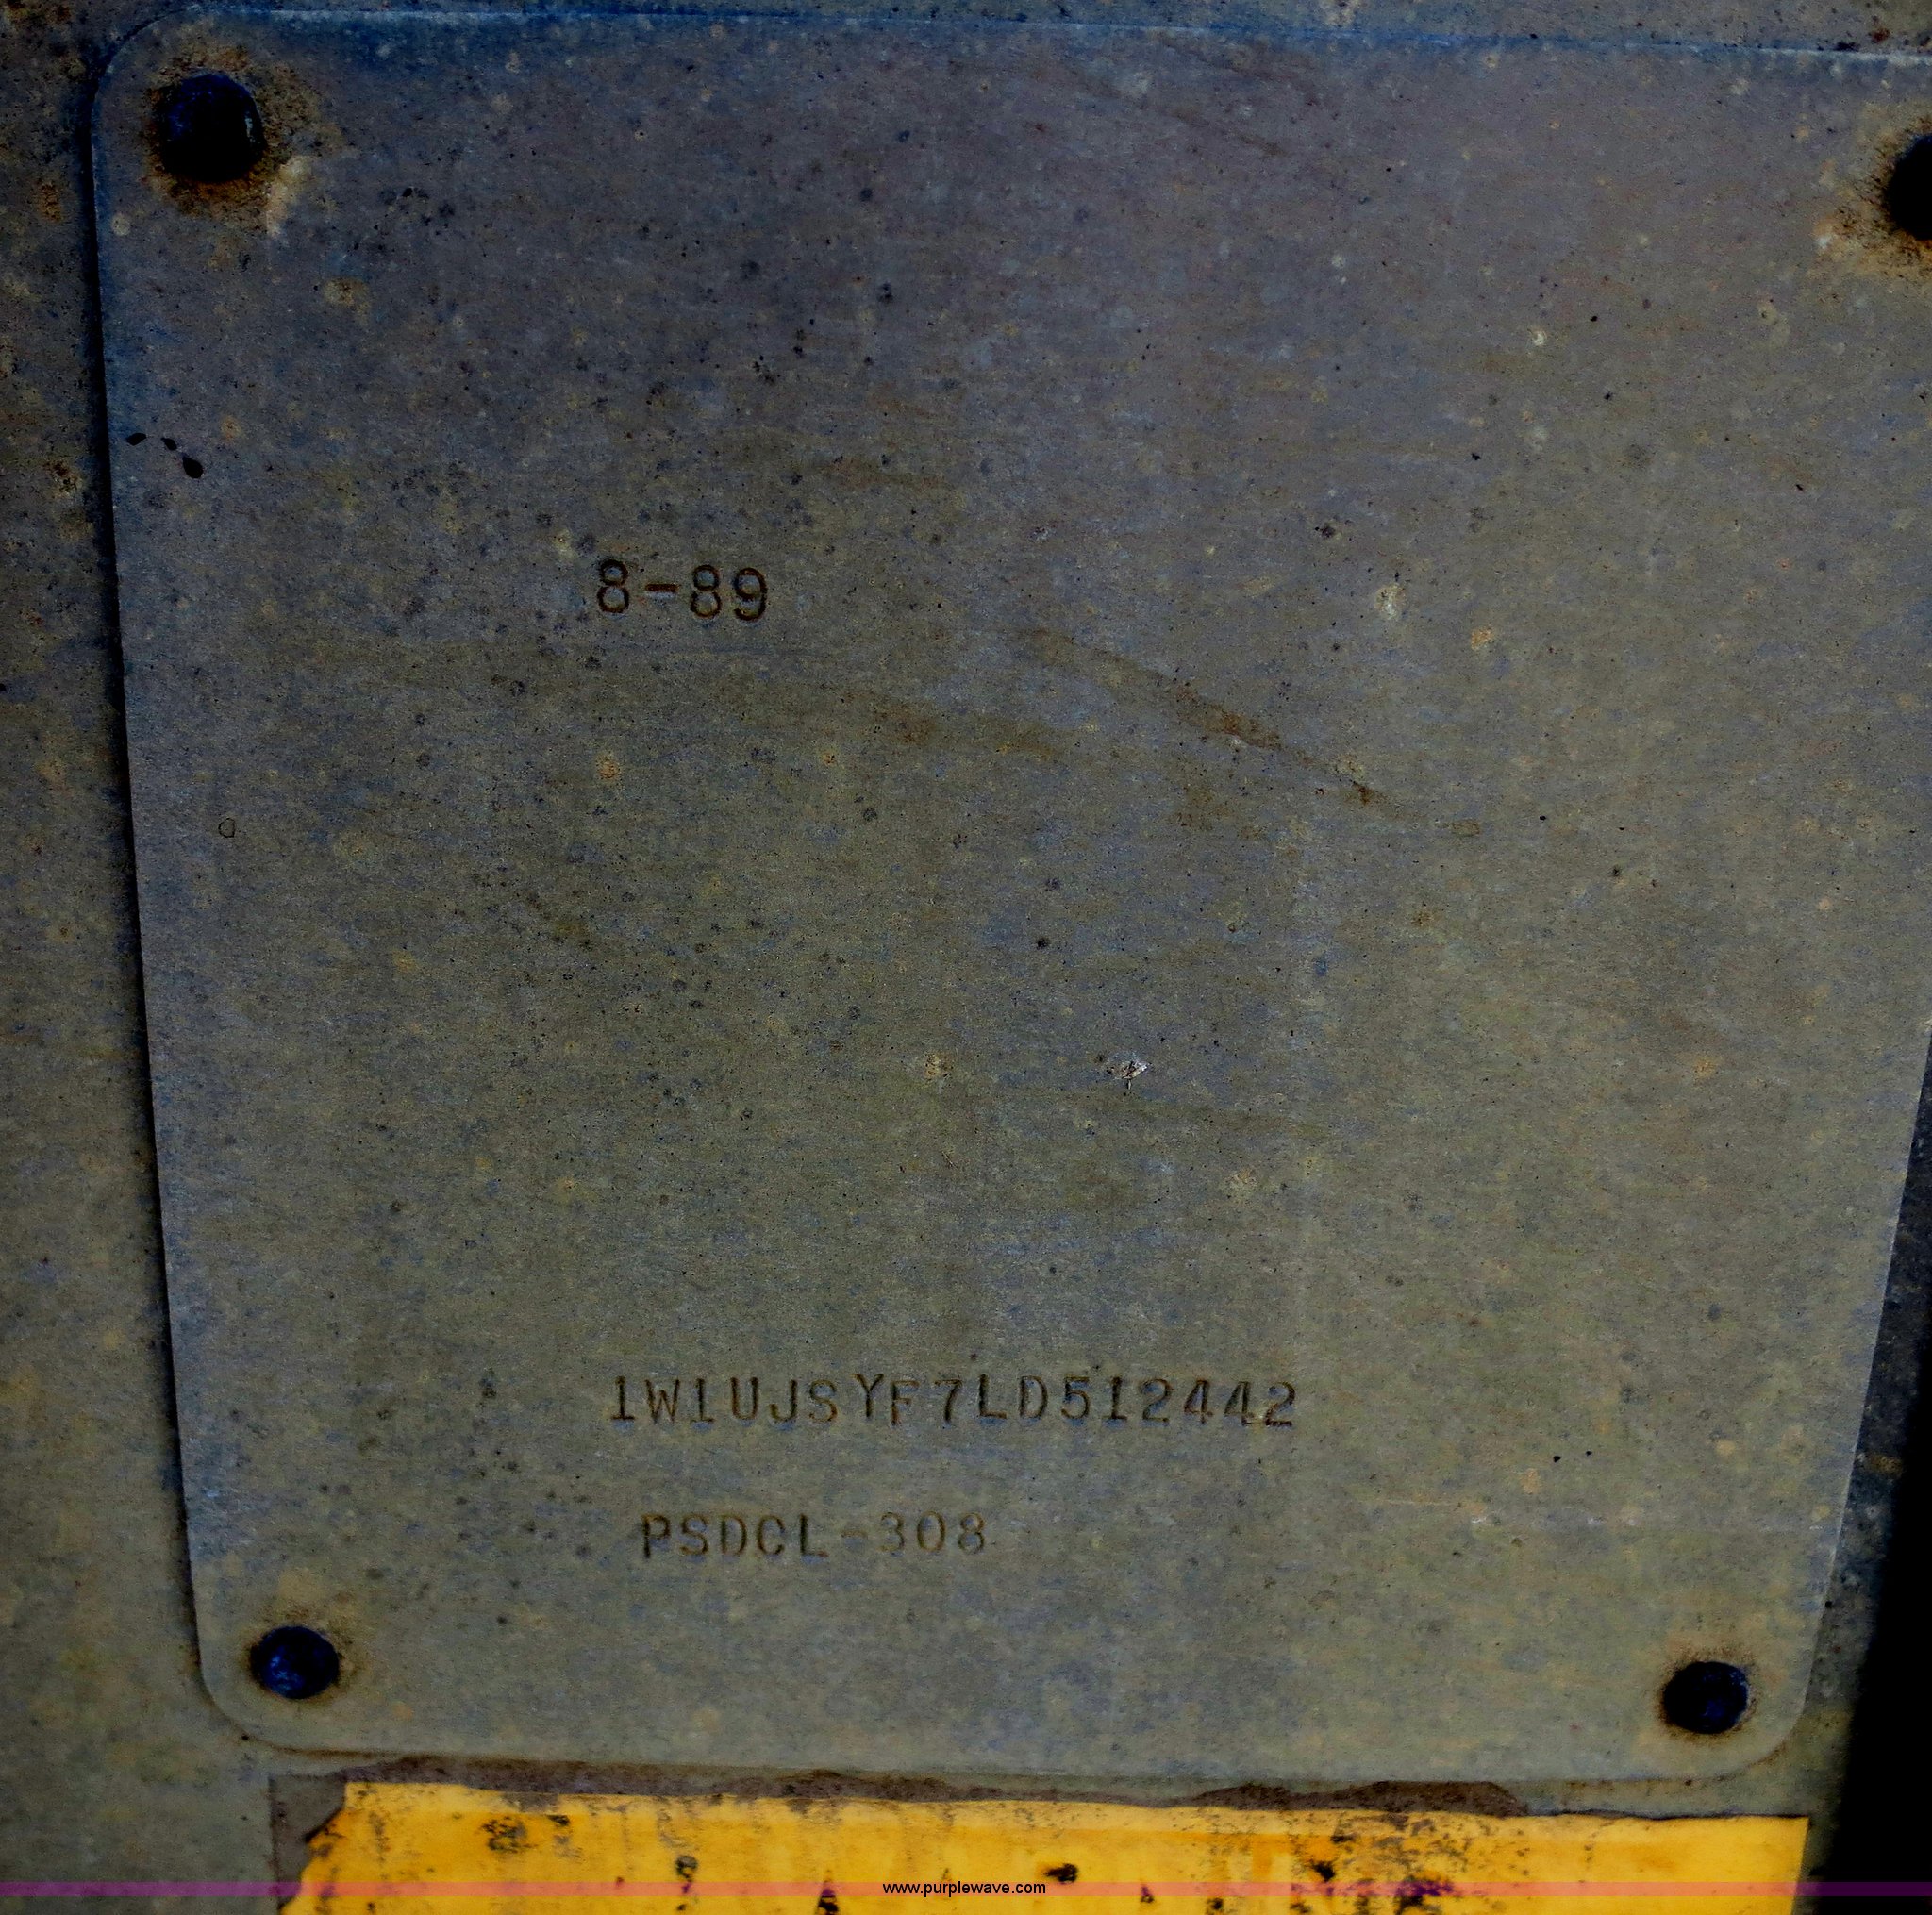 8-89
1W1UJSYF7LD512442
PSDCL-308
www.purplewave.com